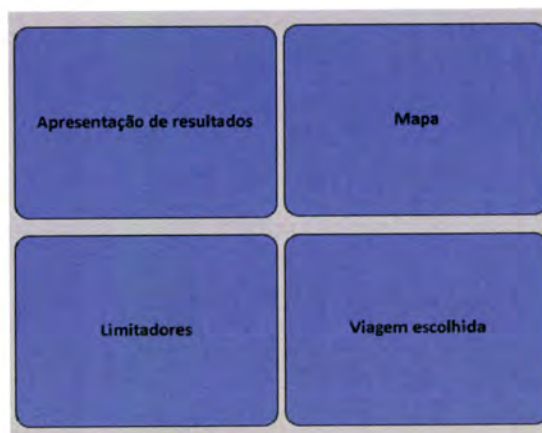 Apresentação de resultados
Mapa
Limitadores
Viagem escolhida